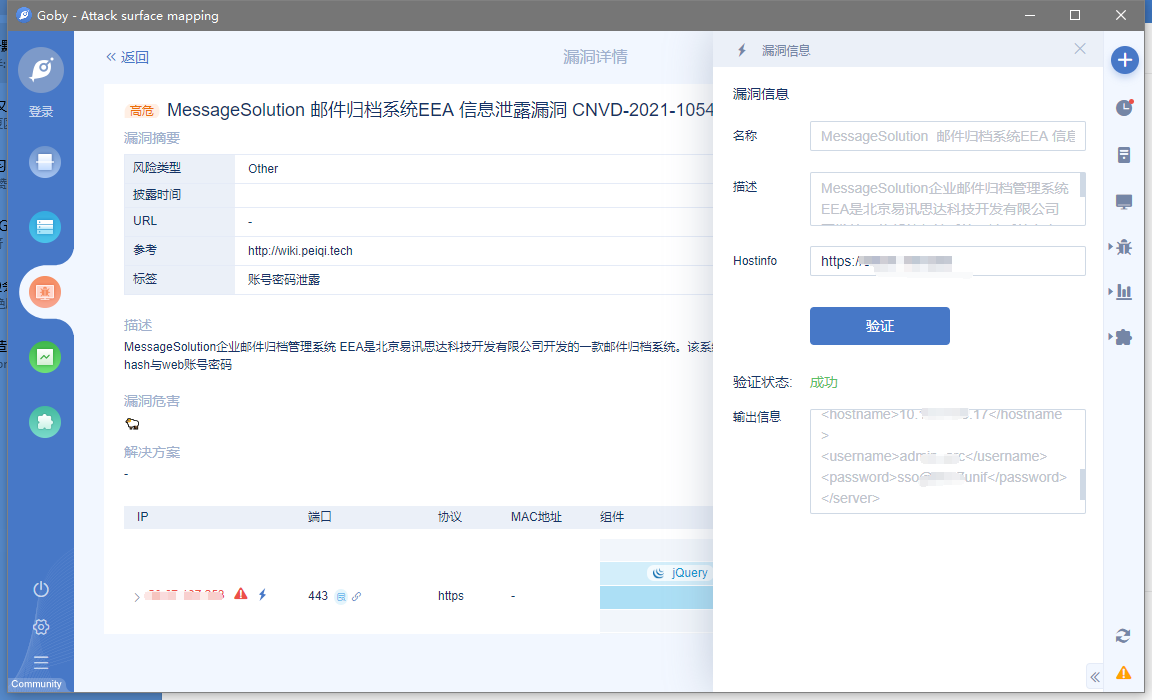 Goby - Attack surface mapping
登录
Community
返回
漏洞详情
高危 MessageSolution 邮件归档系统EEA 信息泄露漏洞 CNVD-2021-1054
漏洞摘要
风险类型 Other
披露时间
URL -
参考 http://wiki.peiqi.tech
标签 账号密码泄露
描述
MessageSolution企业邮件归档管理系统 EEA是北京易讯思达科技开发有限公司开发的一款邮件归档系统。该系
hash与web账号密码
漏洞危害
解决方案
-
IP 端口 协议 MAC地址 组件
443 https -
jQuery
漏洞信息
漏洞信息
名称 MessageSolution 邮件归档系统EEA 信息
描述 MessageSolution企业邮件归档管理系统
EEA是北京易讯思达科技开发有限公司
Hostinfo https:/
验证
验证状态: 成功
输出信息
<hostname>10. .17</hostname
>
<username> </username>
<password> </password>
</server>